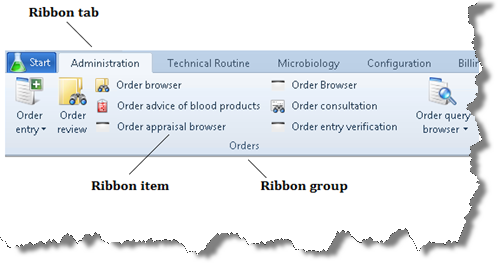 Ribbon tab
Start Administration Technical Routine Microbiology Configuration Billin
Order entry
Order review
Order browser
Order advice of blood products
Order appraisal browser
Order Browser
Order consultation
Order entry verification
Order query browser
Orders
Ribbon item
Ribbon group